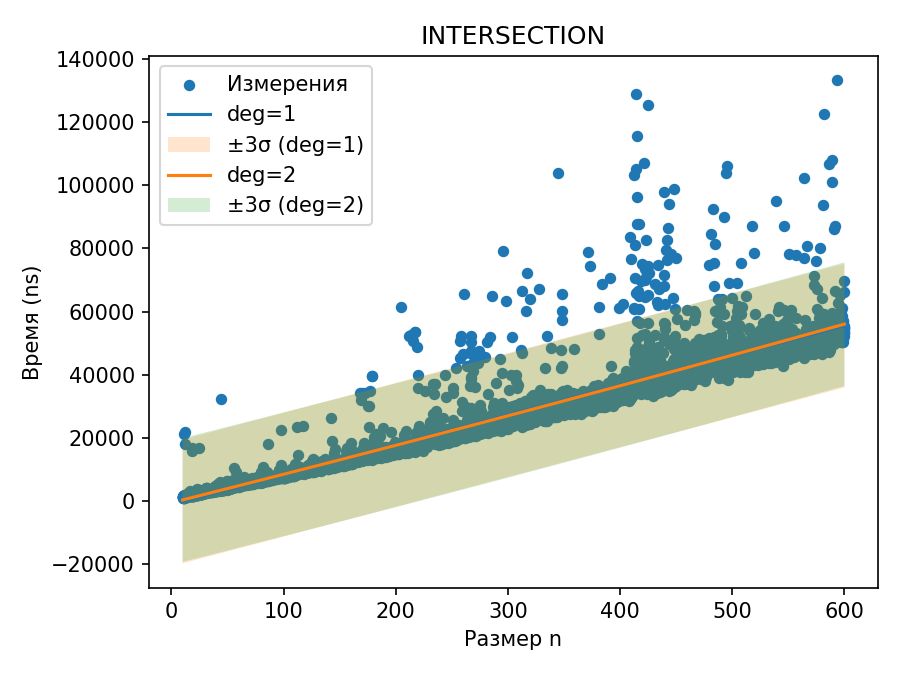 INTERSECTION
140000
120000
100000
80000
60000
40000
20000
0
−20000
Время (ns)
Измерения
deg=1
±3σ (deg=1)
deg=2
±3σ (deg=2)
0 100 200 300 400 500 600
Размер n